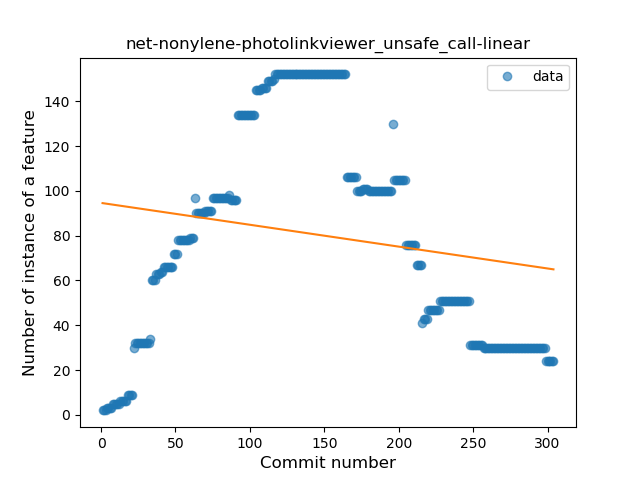 net-nonylene-photolinkviewer_unsafe_call-linear
data
Number of instance of a feature
140
120
100
80
60
40
20
0
0 50 100 150 200 250 300
Commit number